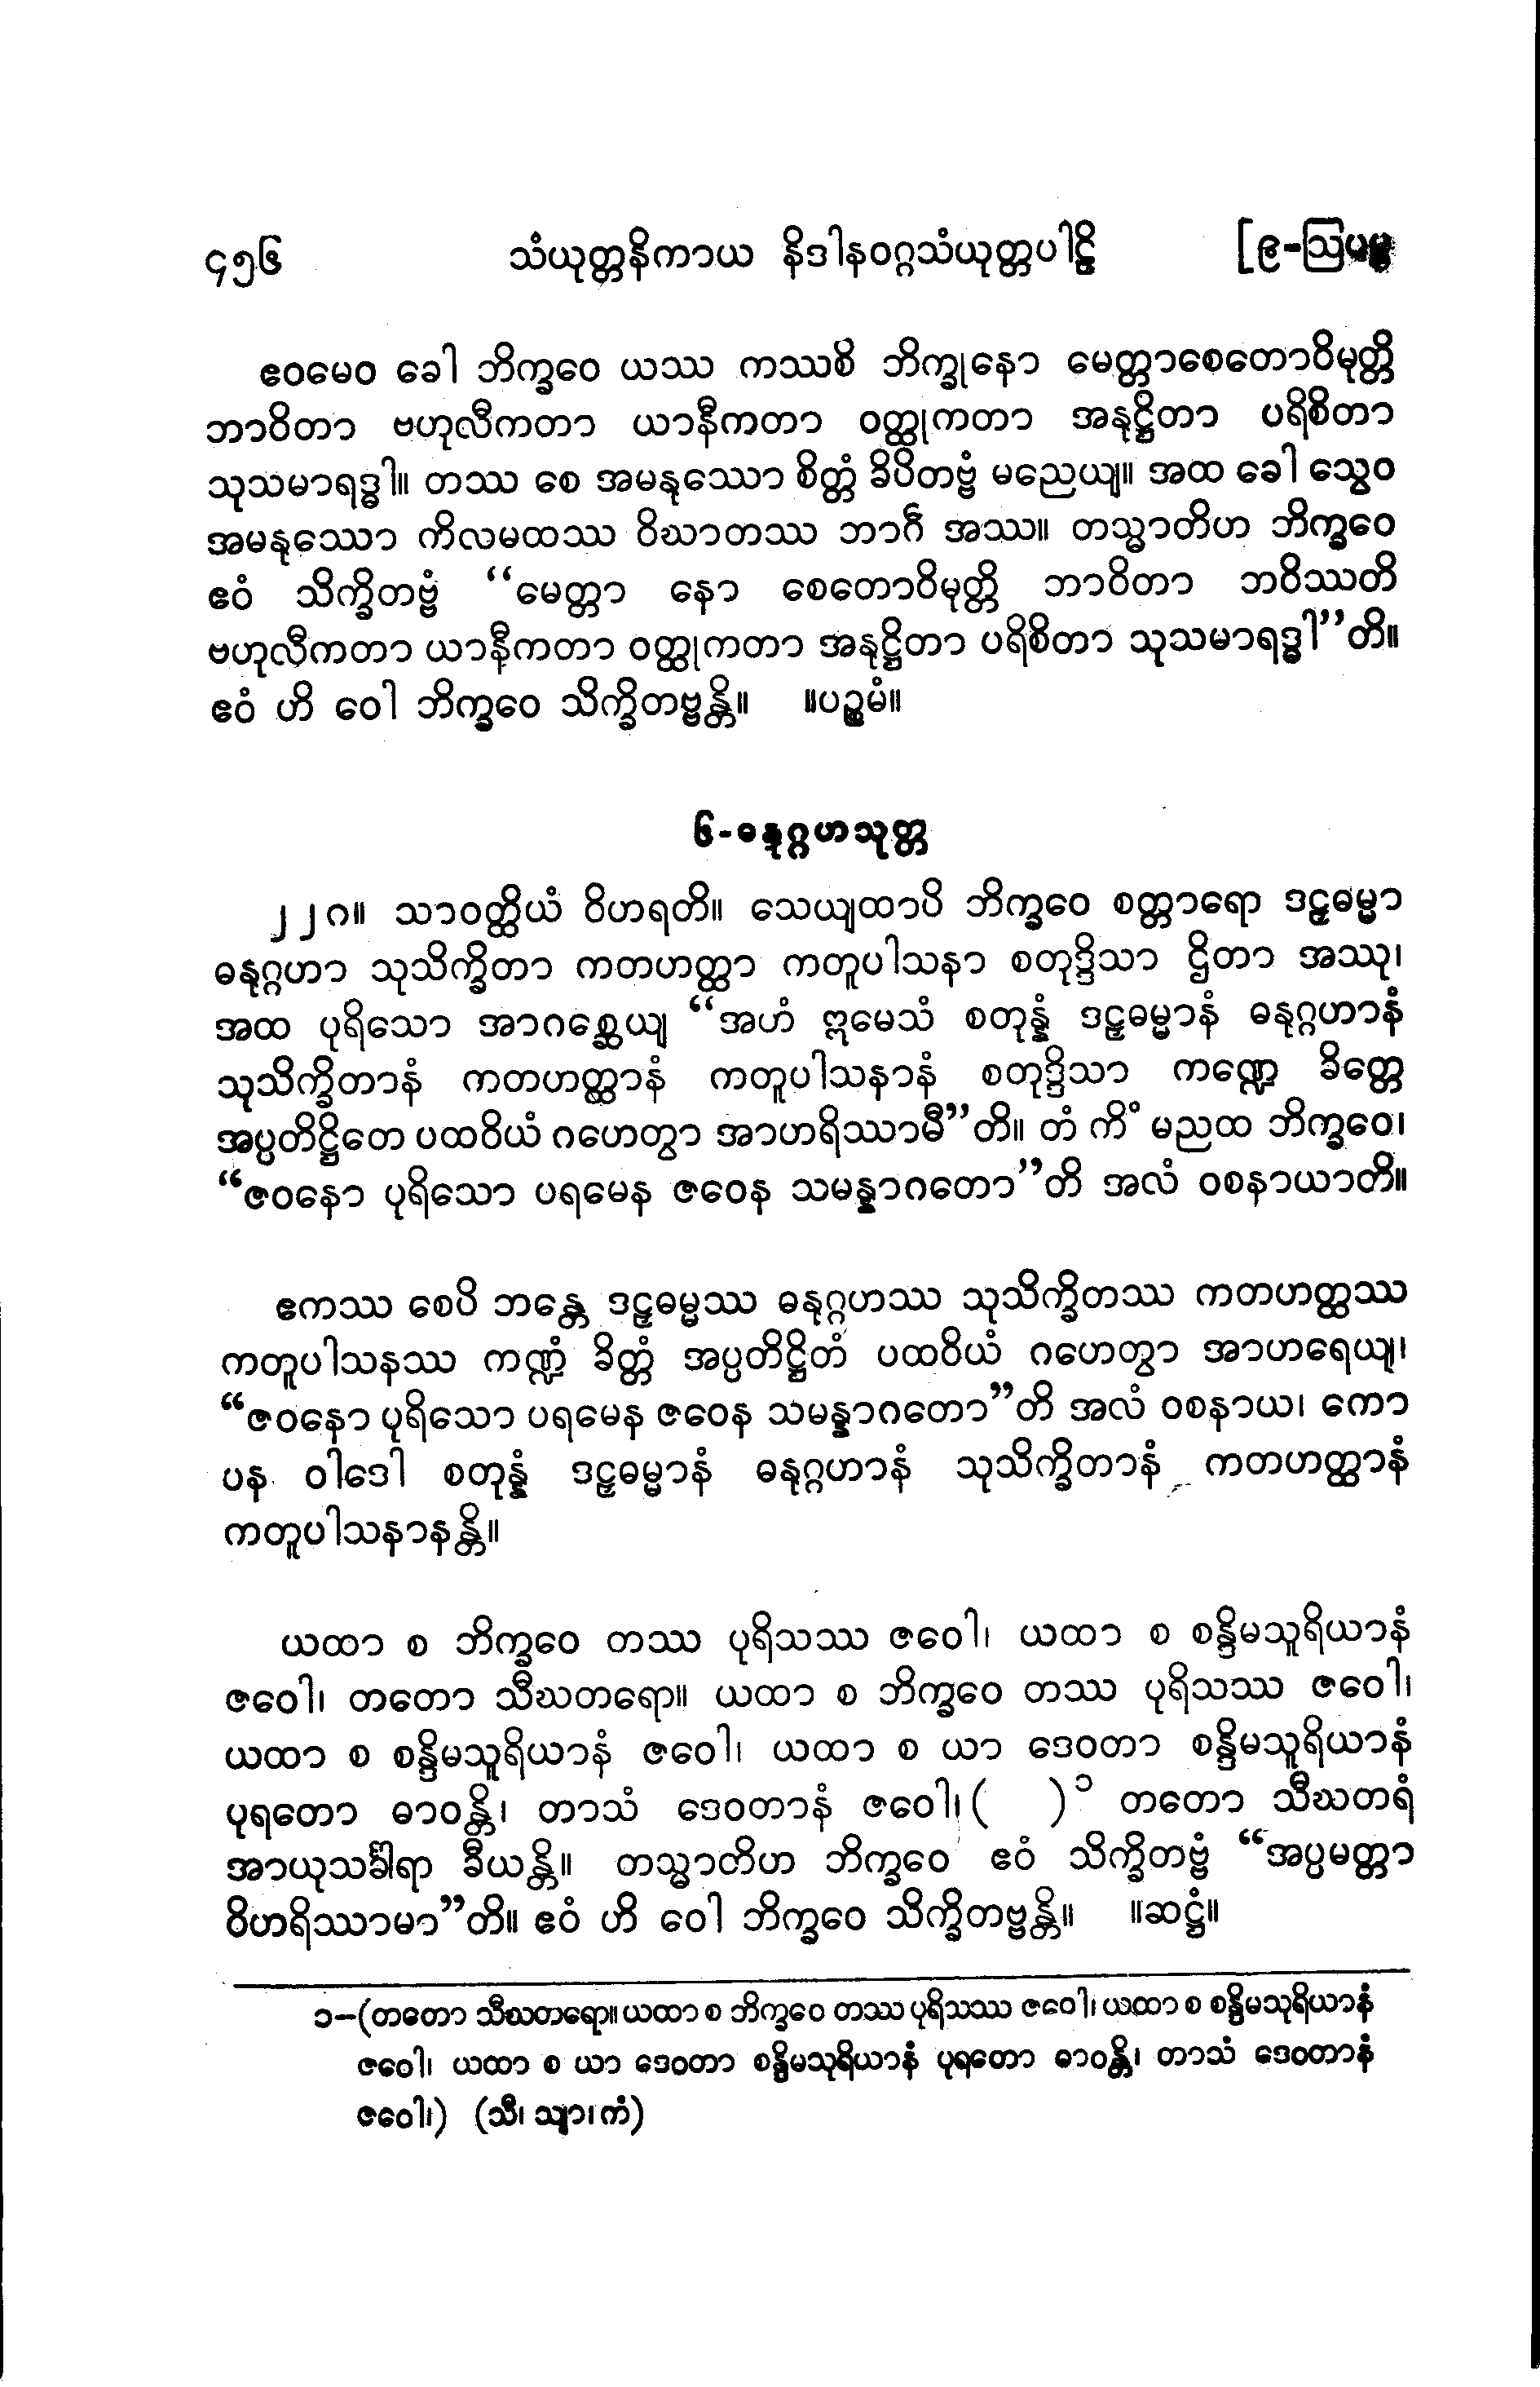 ၄၅၆ သံယုတ္တနိကာယ နိဒါနဝဂ္ဂသံယုတ္တပါဠိ [၉-ဩပမ္မ
ဧဝမေဝ ခေါ ဘိက္ခဝေ ယဿ ကဿစိ ဘိက္ခုနော မေတ္တာစေတောဝိမုတ္တိ
ဘာဝိတာ ဗဟုလီကတာ ယာနီကတာ ဝတ္ထုကတာ အနုဋ္ဌိတာ ပရိစိတာ
သုသမာရဒ္ဓါ။ တဿ စေ အမနုဿော စိတ္တံ ခိပိတဗ္ဗံ မညေယျ။ အထ ခေါ သွေဝ
အမနုဿော ကိလမထဿ ဝိဃာတဿ ဘာဂီ အဿ။ တသ္မာတိဟ ဘိက္ခဝေ
ဧဝံ သိက္ခိတဗ္ဗံ “မေတ္တာ နော စေတောဝိမုတ္တိ ဘာဝိတာ ဘဝိဿတိ
ဗဟုလီကတာ ယာနီကတာ ဝတ္ထုကတာ အနုဋ္ဌိတာ ပရိစိတာ သုသမာရဒ္ဓါ”တိ။
ဧဝံ ဟိ ဝေါ ဘိက္ခဝေ သိက္ခိတဗ္ဗန္တိ။ ။ပဉ္စမံ။
၆-ဓနုဂ္ဂဟသုတ္တ
၂၂၈။ သာဝတ္ထိယံ ဝိဟရတိ။ သေယျထာပိ ဘိက္ခဝေ စတ္တာရော ဒဠှဓမ္မာ
ဓနုဂ္ဂဟာ သုသိက္ခိတာ ကတဟတ္ထာ ကတူပါသနာ စတုဒ္ဒိသာ ဌိတာ အဿု၊
အထ ပုရိသော အာဂစ္ဆေယျ “အဟံ ဣမေသံ စတုန္နံ ဒဠှဓမ္မာနံ ဓနုဂ္ဂဟာနံ
သုသိက္ခိတာနံ ကတဟတ္ထာနံ ကတူပါသနာနံ စတုဒ္ဒိသာ ကဏ္ဍေ ခိတ္တေ
အပ္ပတိဋ္ဌိတေ ပထဝိယံ ဂဟေတွာ အာဟရိဿာမီ”တိ။ တံ ကိံ မညထ ဘိက္ခဝေ၊
“ဇဝနော ပုရိသော ပရမေန ဇဝေန သမန္နာဂတော”တိ အလံ ဝစနာယာတိ။
ဧကဿ စေပိ ဘန္တေ ဒဠှဓမ္မဿ ဓနုဂ္ဂဟဿ သုသိက္ခိတဿ ကတဟတ္ထဿ
ကတူပါသနဿ ကဏ္ဍံ ခိတ္တံ အပ္ပတိဋ္ဌိတံ ပထဝိယံ ဂဟေတွာ အာဟရေယျ၊
“ဇဝနော ပုရိသော ပရမေန ဇဝေန သမန္နာဂတော”တိ အလံ ဝစနာယ၊ ကော
ပန ဝါဒေါ စတုန္နံ ဒဠှဓမ္မာနံ ဓနုဂ္ဂဟာနံ သုသိက္ခိတာနံ ကတဟတ္ထာနံ
ကတူပါသနာနန္တိ။
ယထာ စ ဘိက္ခဝေ တဿ ပုရိသဿ ဇဝေါ၊ ယထာ စ စန္ဒိမသူရိယာနံ
ဇဝေါ၊ တတော သီဃတရော။ ယထာ စ ဘိက္ခဝေ တဿ ပုရိသဿ ဇဝေါ၊
ယထာ စ စန္ဒိမသူရိယာနံ ဇဝေါ၊ ယထာ စ ယာ ဒေဝတာ စန္ဒိမသူရိယာနံ
ပုရတော ဓာဝန္တိ၊ တာသံ ဒေဝတာနံ ဇဝေါ၊ ( )၁ တတော သီဃတရံ
အာယုသင်္ခါရာ ခီယန္တိ။ တသ္မာတိဟ ဘိက္ခဝေ ဧဝံ သိက္ခိတဗ္ဗံ “အပ္ပမတ္တာ
ဝိဟရိဿာမာ”တိ။ ဧဝံ ဟိ ဝေါ ဘိက္ခဝေ သိက္ခိတဗ္ဗန္တိ။ ။ဆဋ္ဌံ။
၁-(တတော သီဃတရော။ ယထာ စ ဘိက္ခဝေ တဿ ပုရိသဿ ဇဝေါ၊ ယထာ စ စန္ဒိမသုရိယာနံ
ဇဝေါ၊ ယထာ စ ယာ ဒေဝတာ စန္ဒိမသုရိယာနံ ပုရတော ဓာဝန္တိ၊ တာသံ ဒေဝတာနံ
ဇဝေါ၊) (သီ၊ သျာ၊ ကံ)